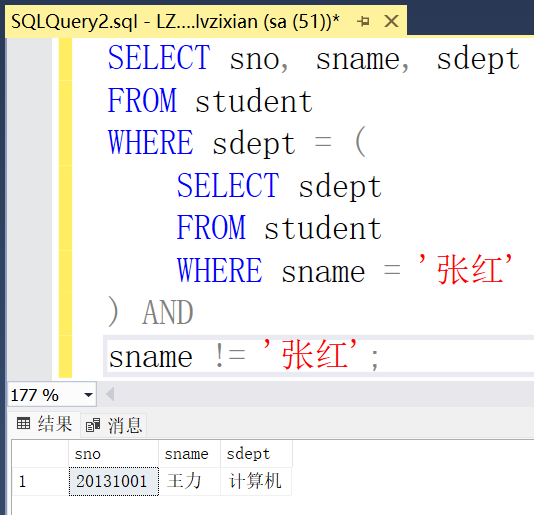 SQLQuery2.sql - LZ....lvzixian (sa (51))*
SELECT sno, sname, sdept
FROM student
WHERE sdept = (
SELECT sdept
FROM student
WHERE sname = '张红'
) AND
sname != '张红';
177 %
结果 消息
sno sname sdept
1 20131001 王力 计算机